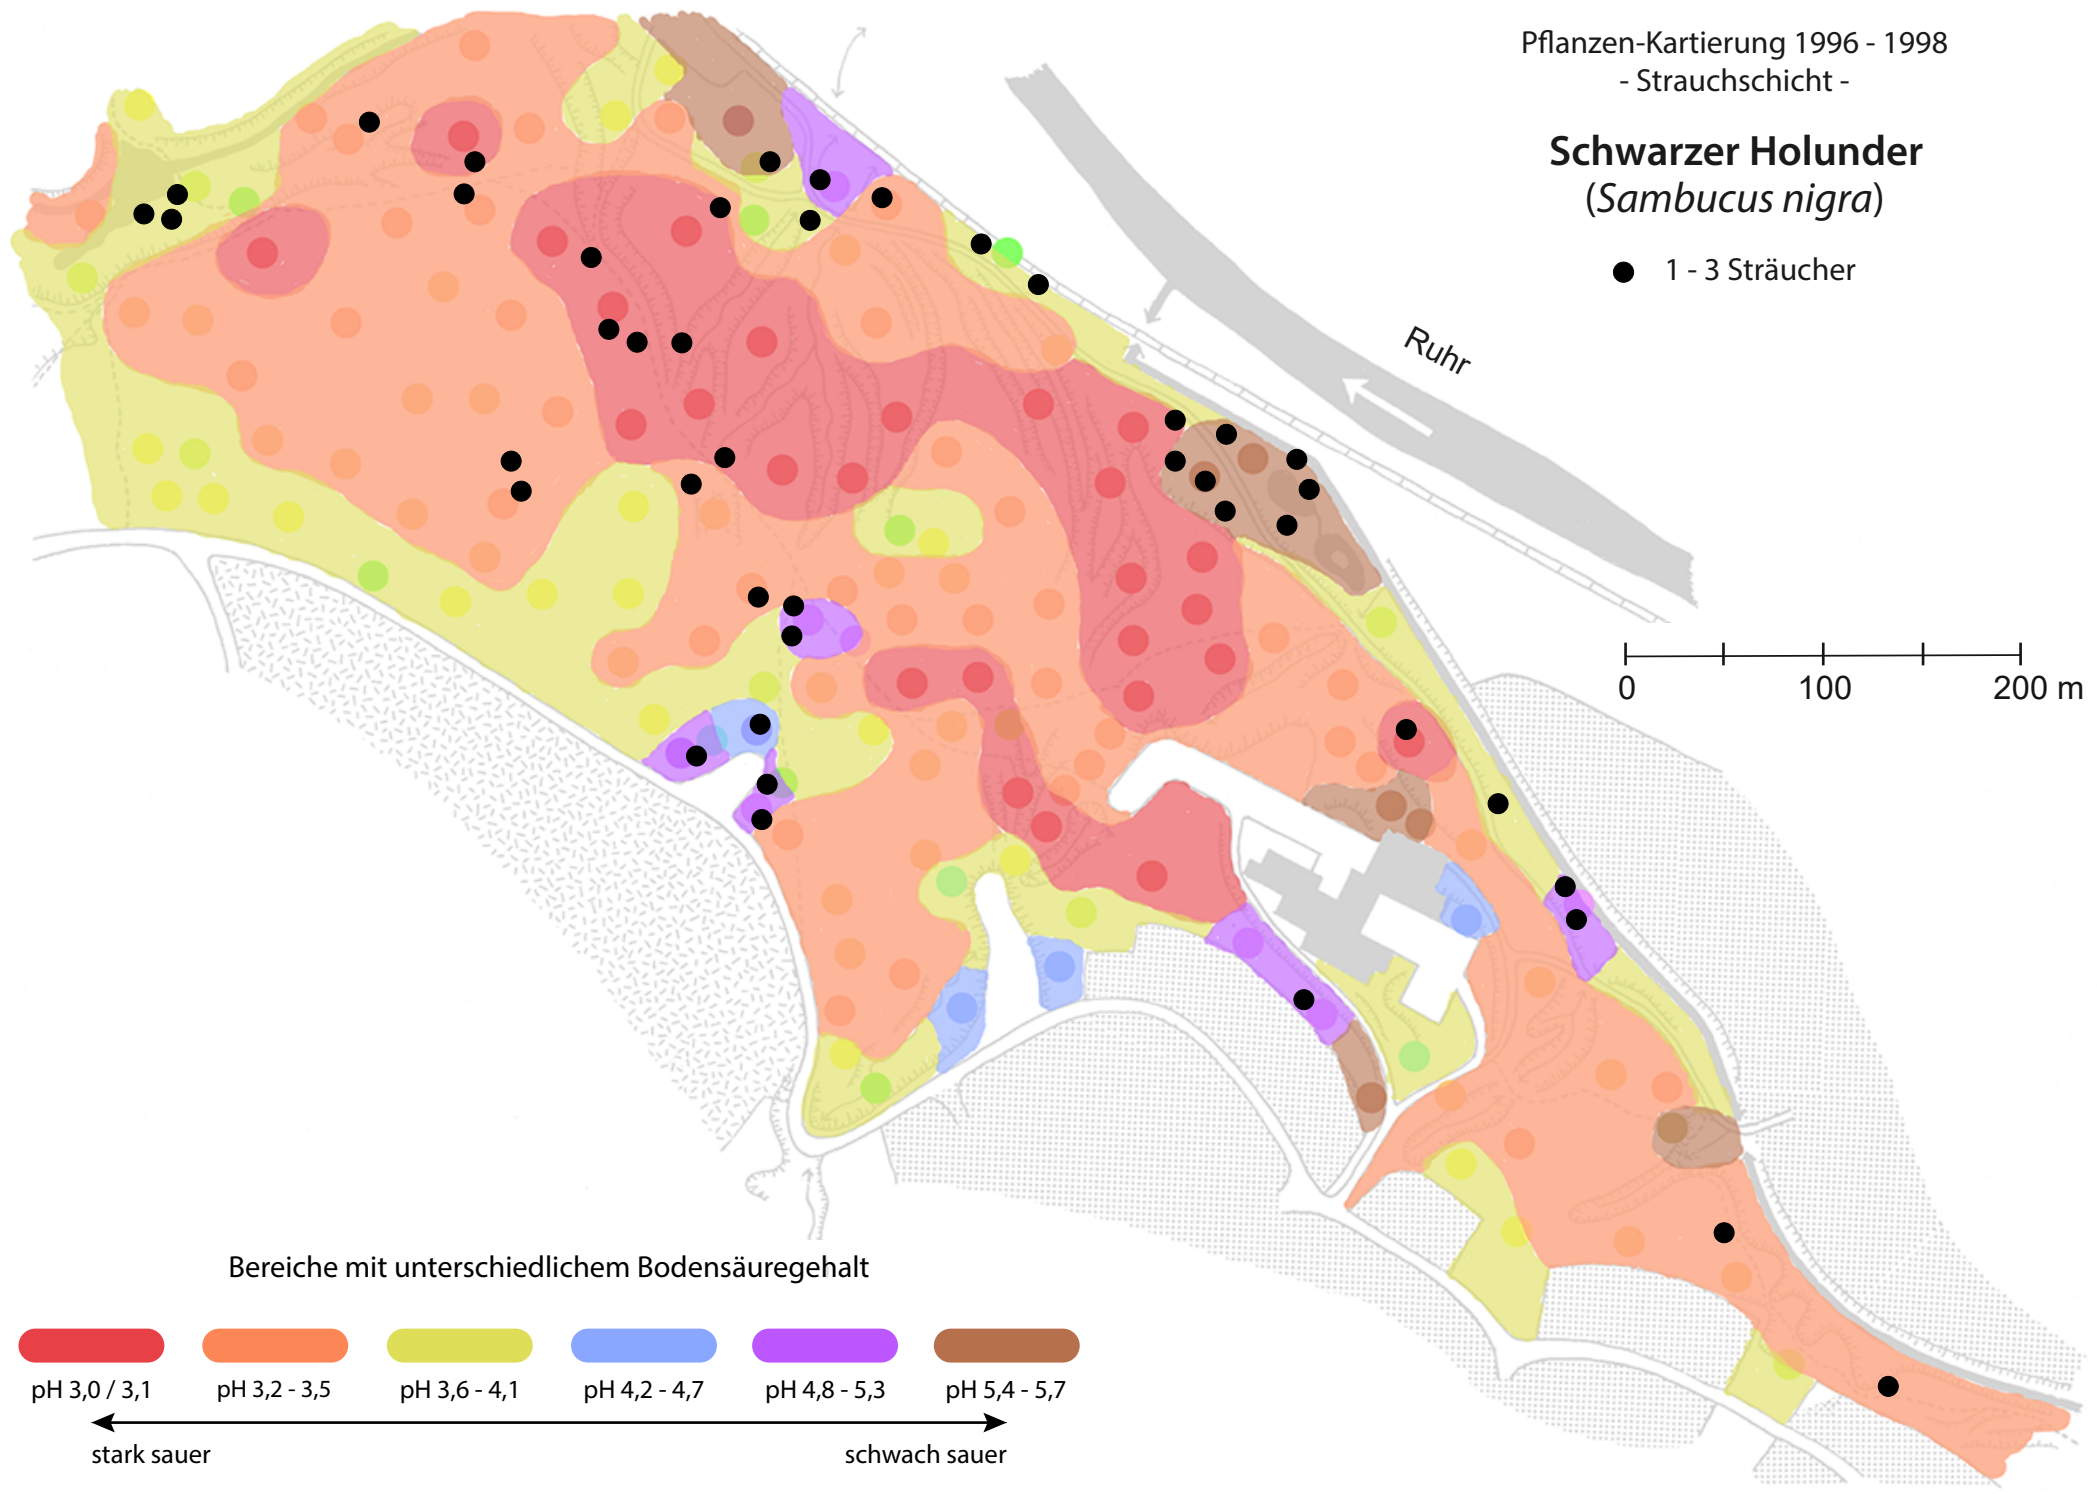 Pflanzen-Kartierung 1996 - 1998
- Strauchschicht -
Schwarzer Holunder
(Sambucus nigra)
1 - 3 Sträucher
Ruhr
0 100 200 m
Bereiche mit unterschiedlichem Bodensäuregehalt
pH 3,0 / 3,1 pH 3,2 - 3,5 pH 3,6 - 4,1 pH 4,2 - 4,7 pH 4,8 - 5,3 pH 5,4 - 5,7
stark sauer schwach sauer